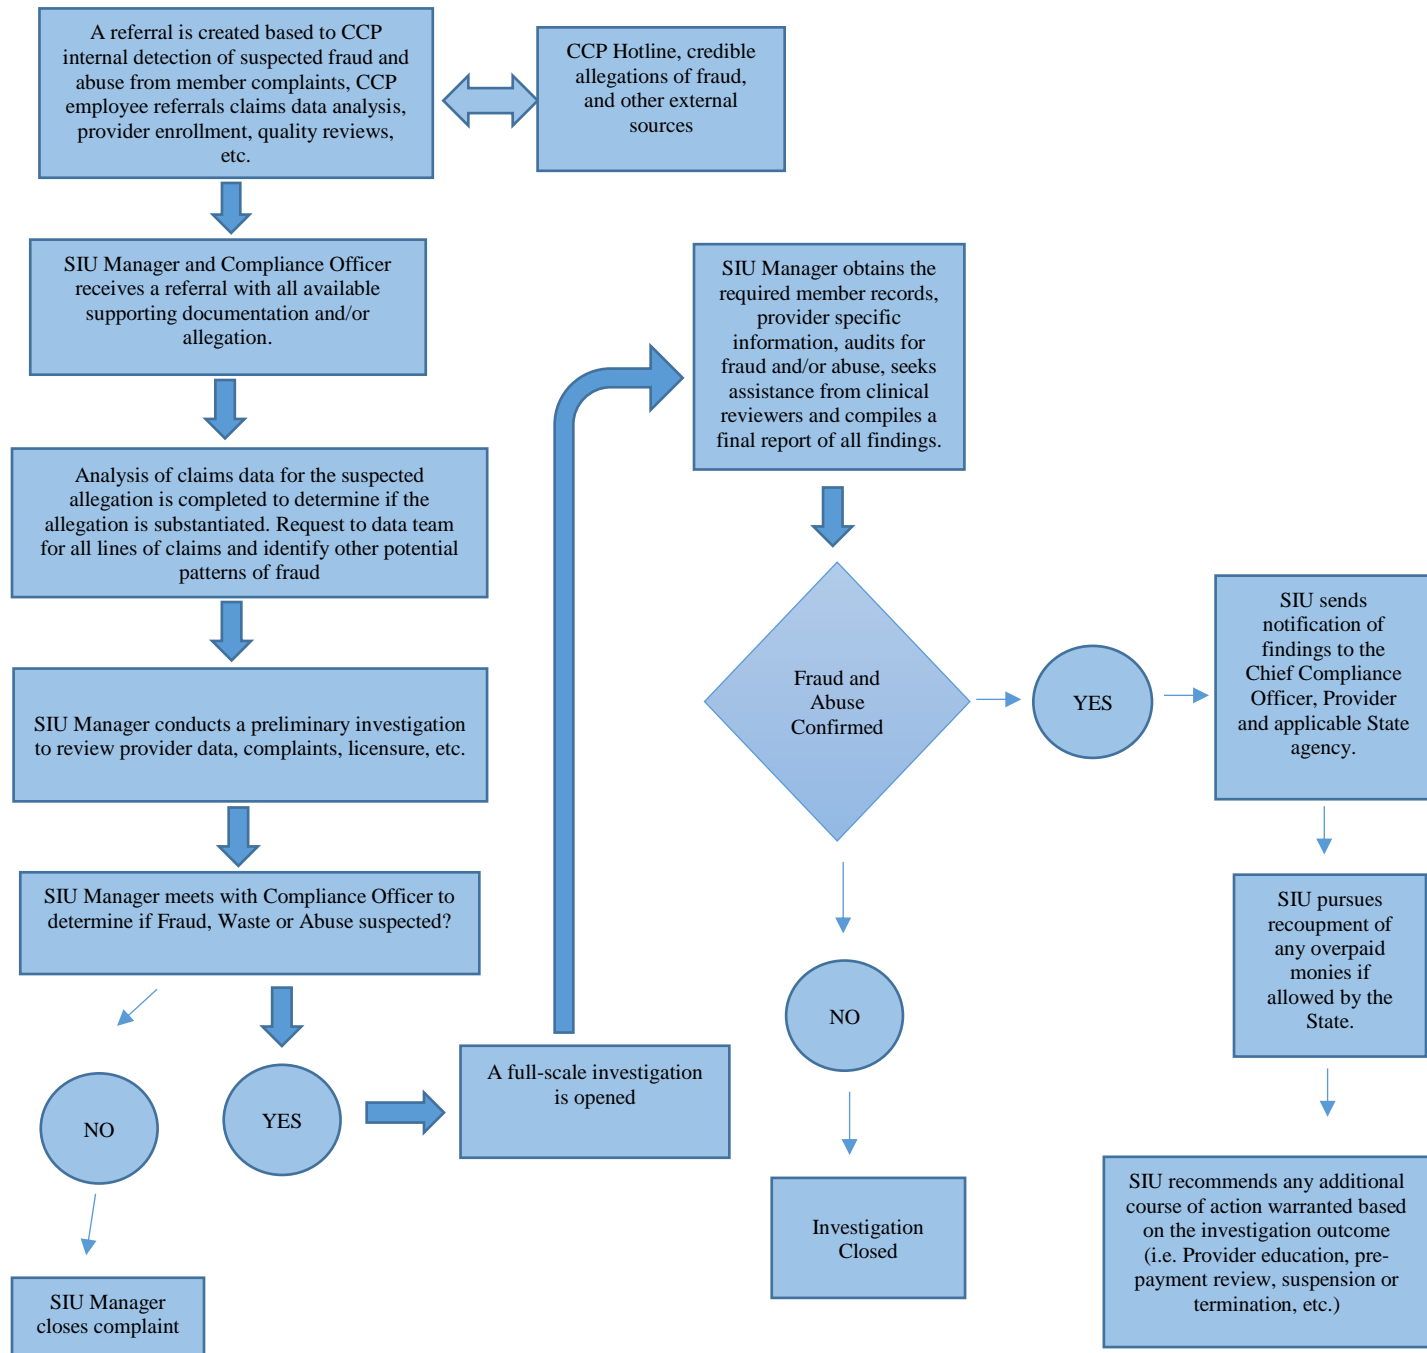 A referral is created based to CCP
internal detection of suspected fraud and
abuse from member complaints, CCP
employee referrals claims data analysis,
provider enrollment, quality reviews,
etc.
CCP Hotline, credible
allegations of fraud,
and other external
sources
SIU Manager and Compliance Officer
receives a referral with all available
supporting documentation and/or
allegation.
Analysis of claims data for the suspected
allegation is completed to determine if the
allegation is substantiated. Request to data team
for all lines of claims and identify other potential
patterns of fraud
SIU Manager conducts a preliminary investigation
to review provider data, complaints, licensure, etc.
SIU Manager meets with Compliance Officer to
determine if Fraud, Waste or Abuse suspected?
NO
YES
SIU Manager
closes complaint
A full-scale investigation
is opened
SIU Manager obtains the
required member records,
provider specific
information, audits for
fraud and/or abuse, seeks
assistance from clinical
reviewers and compiles a
final report of all findings.
Fraud and
Abuse
Confirmed
YES
NO
Investigation
Closed
SIU sends
notification of
findings to the
Chief Compliance
Officer, Provider
and applicable State
agency.
SIU pursues
recoupment of
any overpaid
monies if
allowed by the
State.
SIU recommends any additional
course of action warranted based
on the investigation outcome
(i.e. Provider education, pre-
payment review, suspension or
termination, etc.)